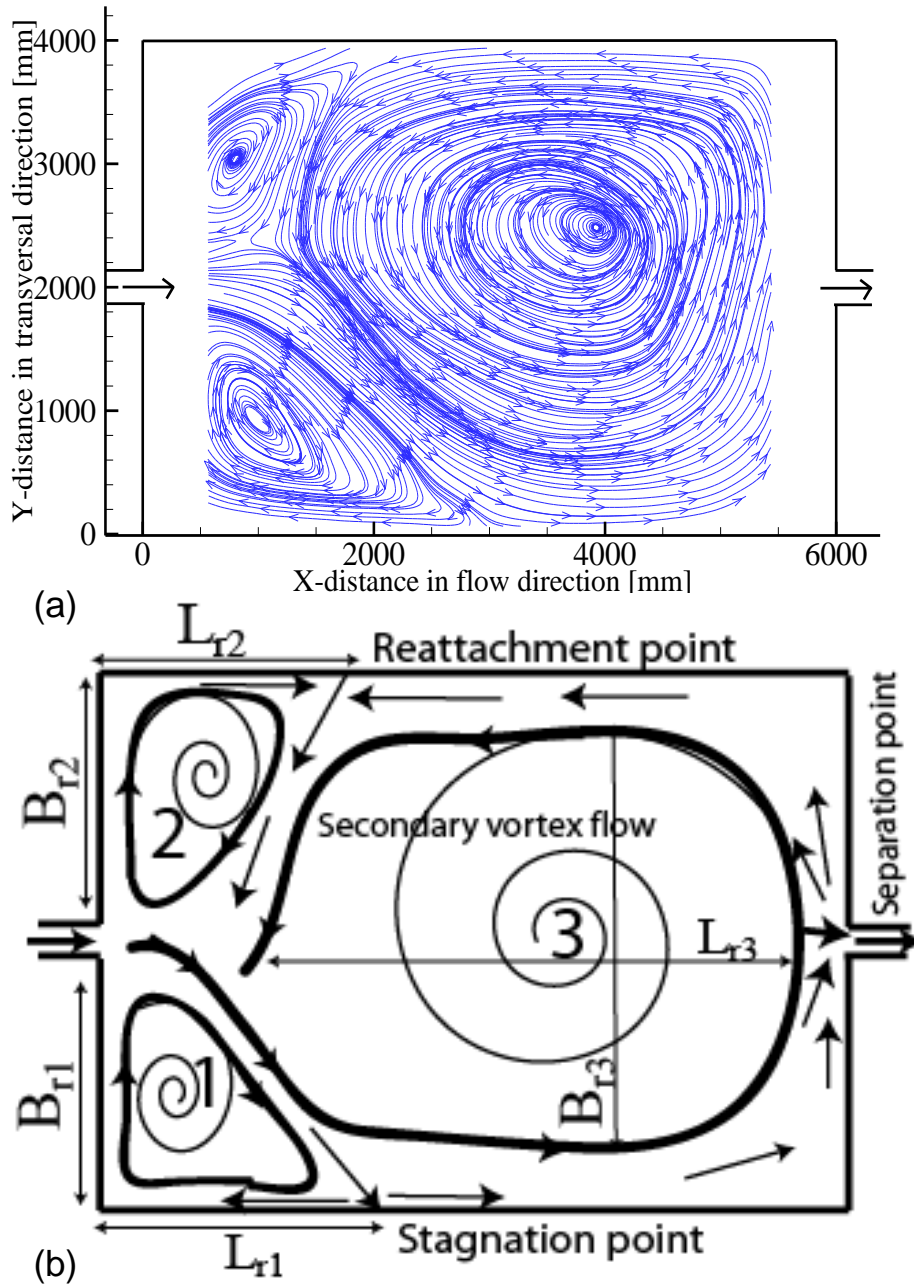 Y-distance in transversal direction [mm]
4000
3000
2000
1000
0
0 2000 4000 6000
X-distance in flow direction [mm]
(a)
Lr2
Reattachment point
Br2
Separation point
2
Secondary vortex flow
3
Lr3
Br1
1
Br3
Lr1
Stagnation point
(b)